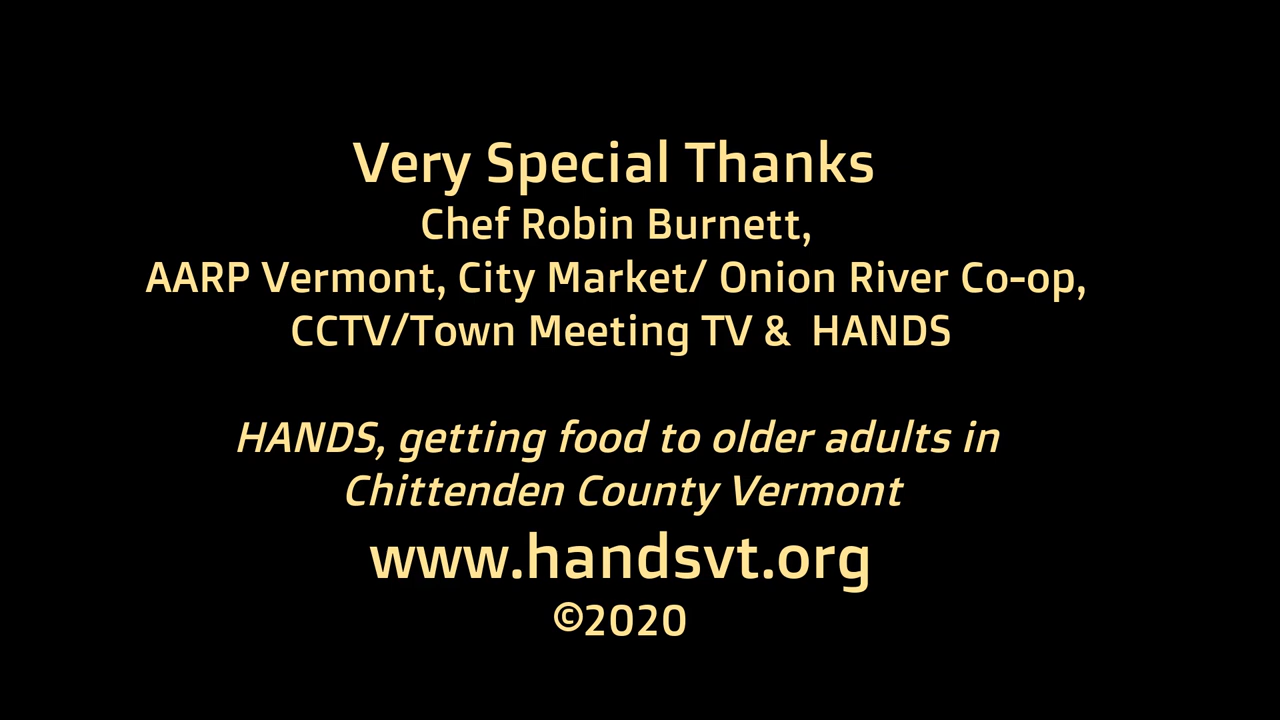 Very Special Thanks
Chef Robin Burnett,
AARP Vermont, City Market/ Onion River Co-op,
CCTV/Town Meeting TV &  HANDS
HANDS, getting food to older adults in
Chittenden County Vermont
www.handsvt.org
©2020